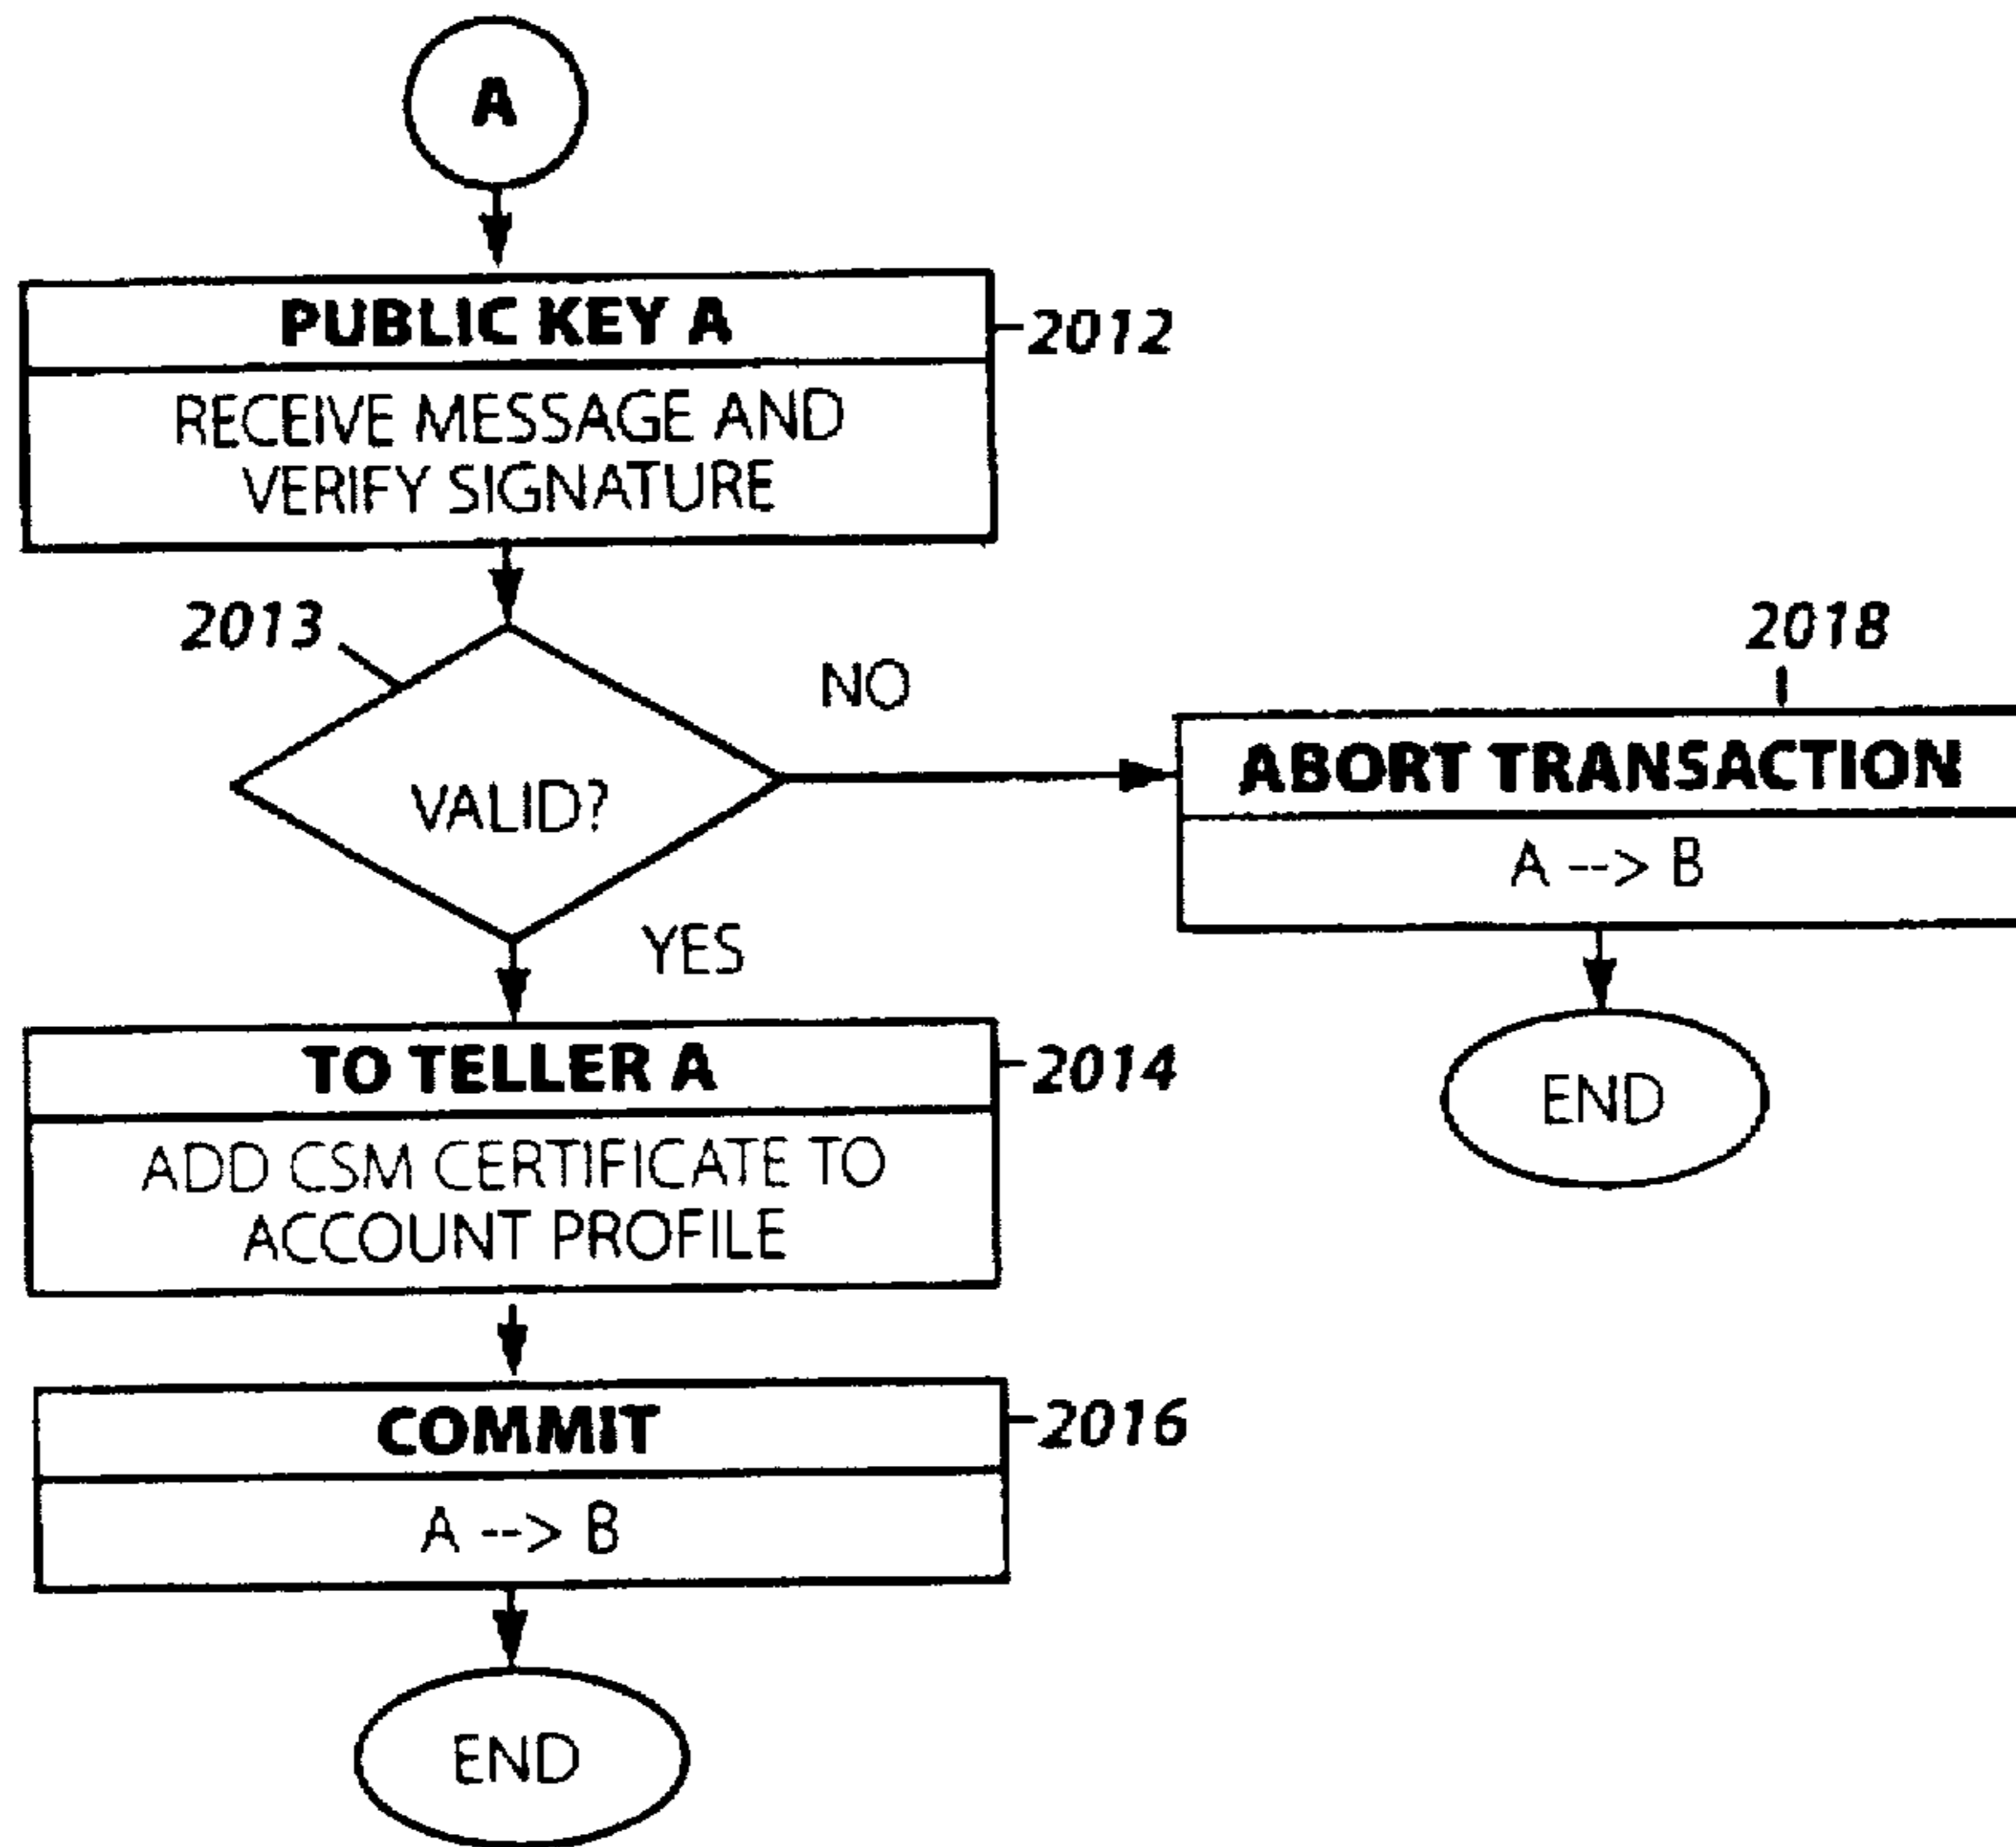 A
PUBLIC KEY A
2012
RECEIVE MESSAGE AND
VERIFY SIGNATURE
2013
NO
VALID?
YES
2018
ABORT TRANSACTION
A --> B
END
TO TELLER A
2014
ADD CSM CERTIFICATE TO
ACCOUNT PROFILE
COMMIT
2016
A --> B
END